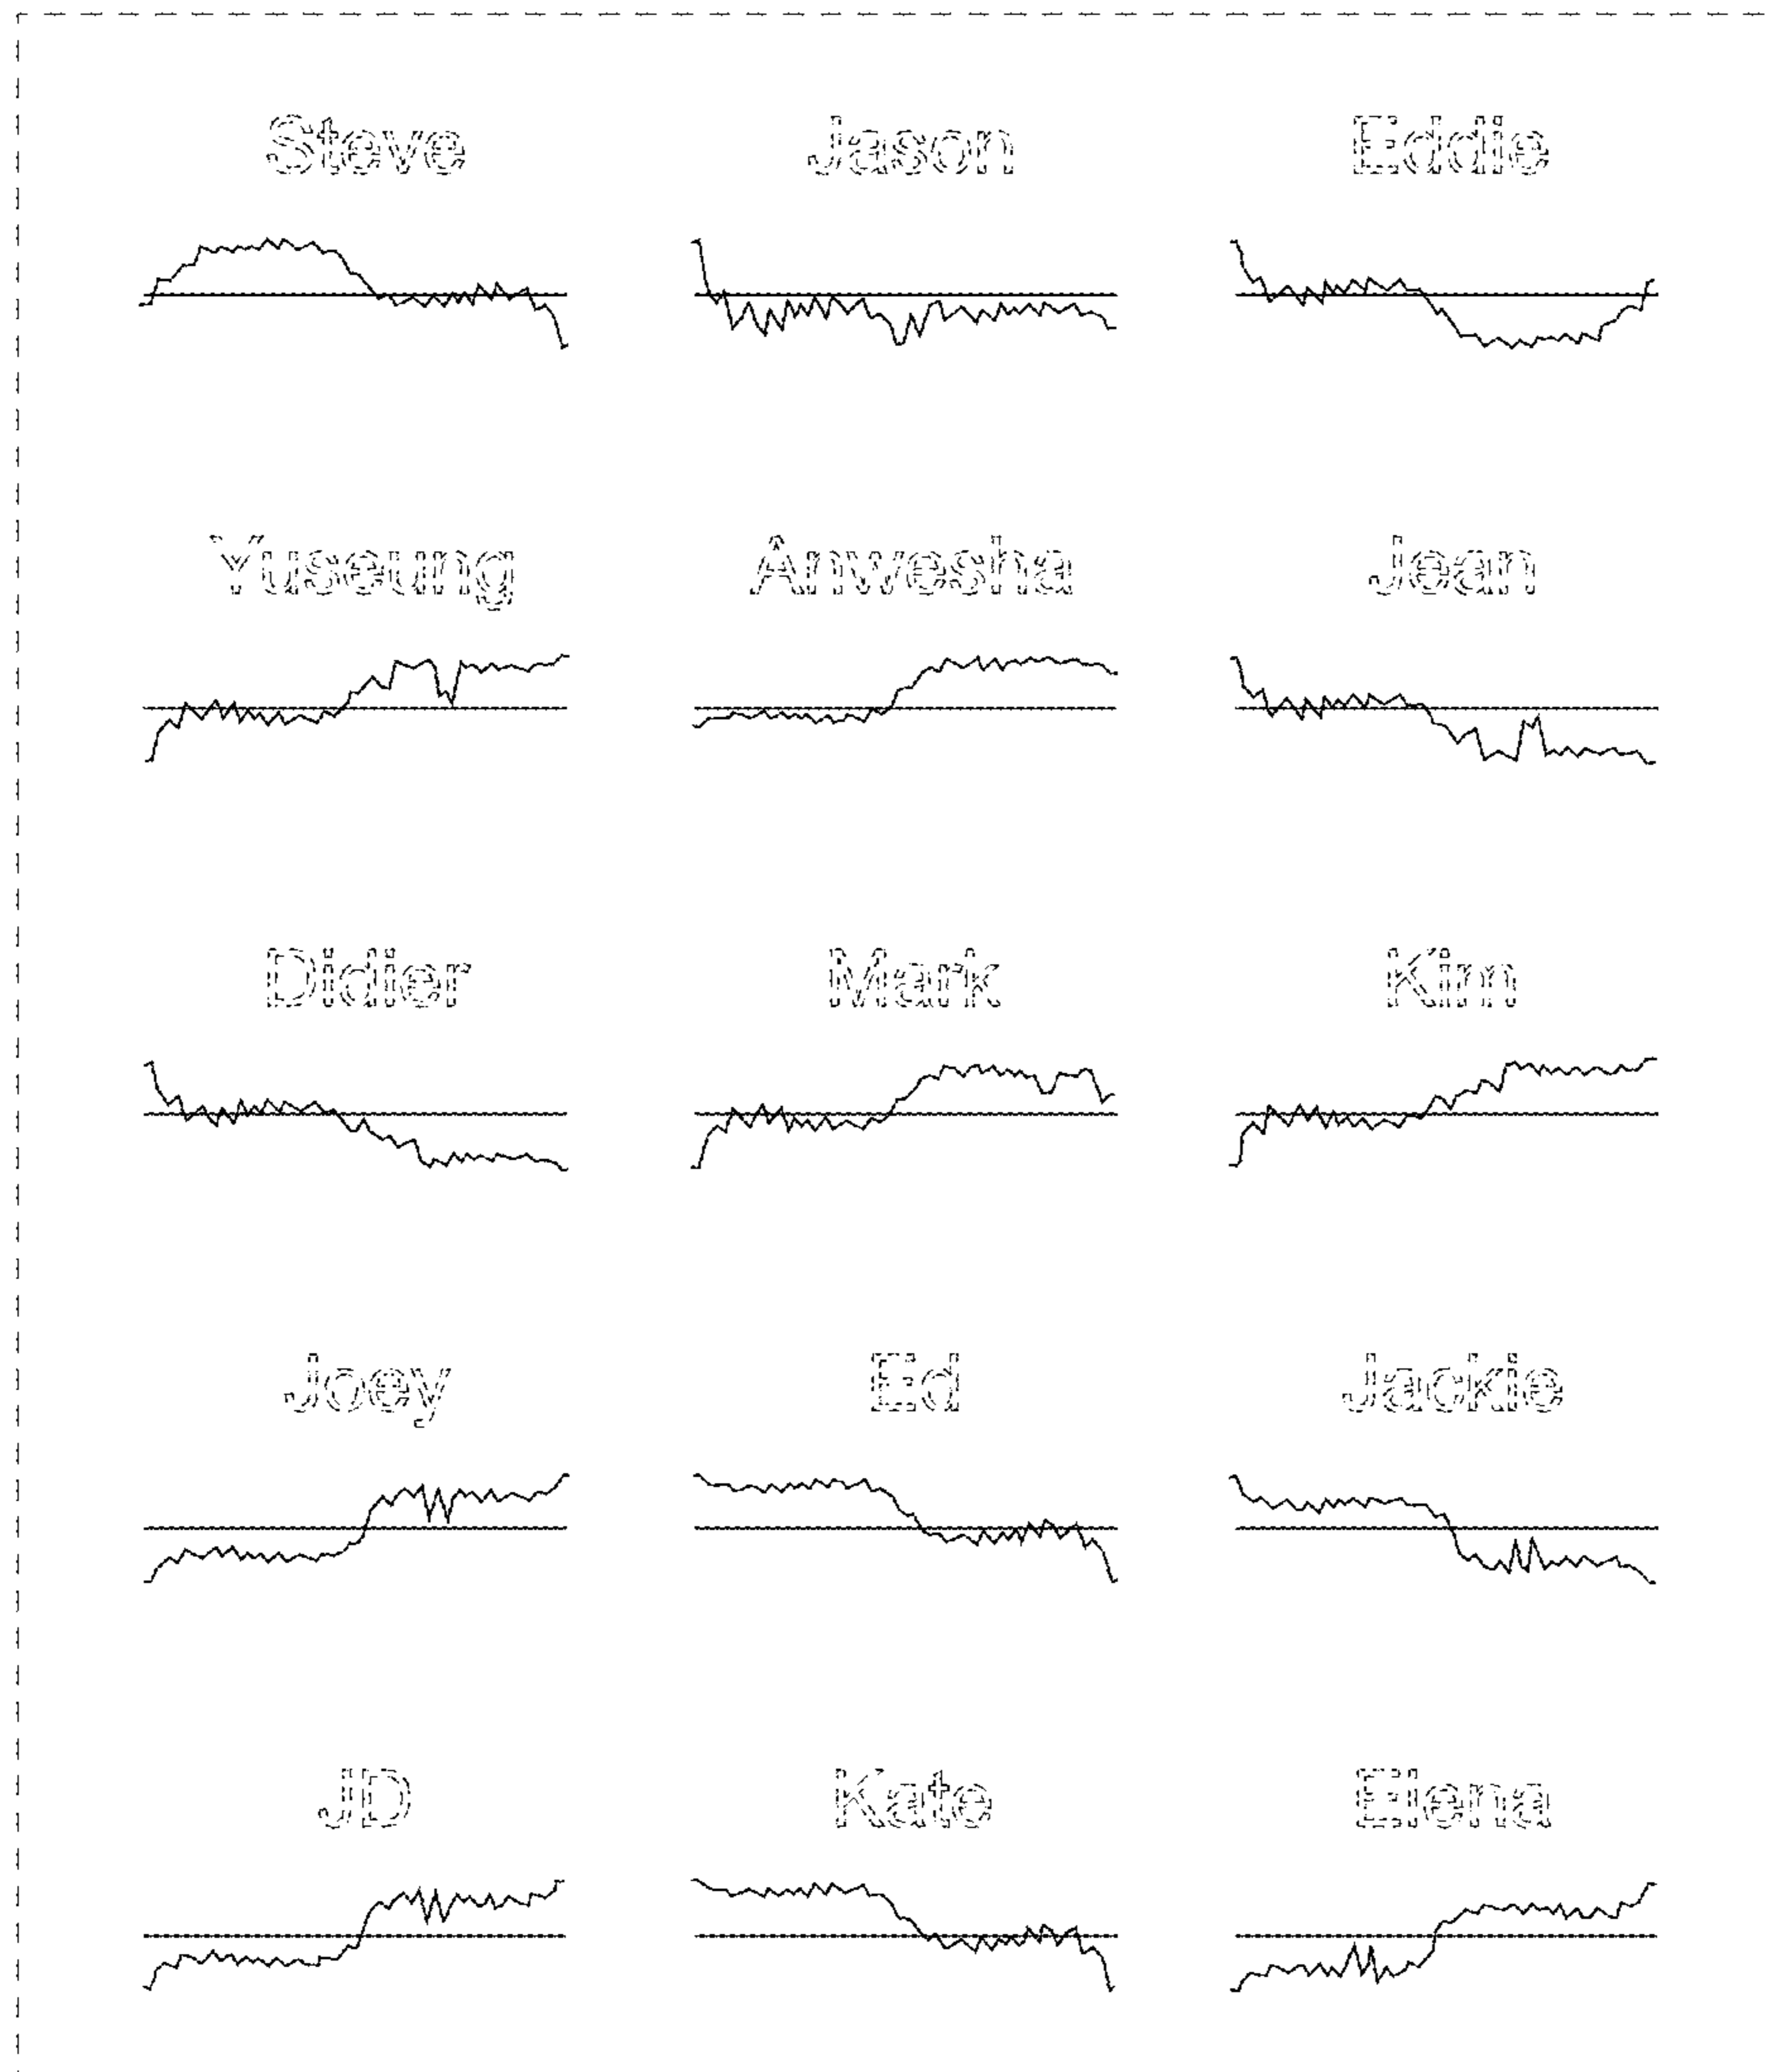 Steve Jason Eddie
Yuseung Anwesha Jean
Didier Mark Kim
Joey Ed Jackie
JD Kate Elena